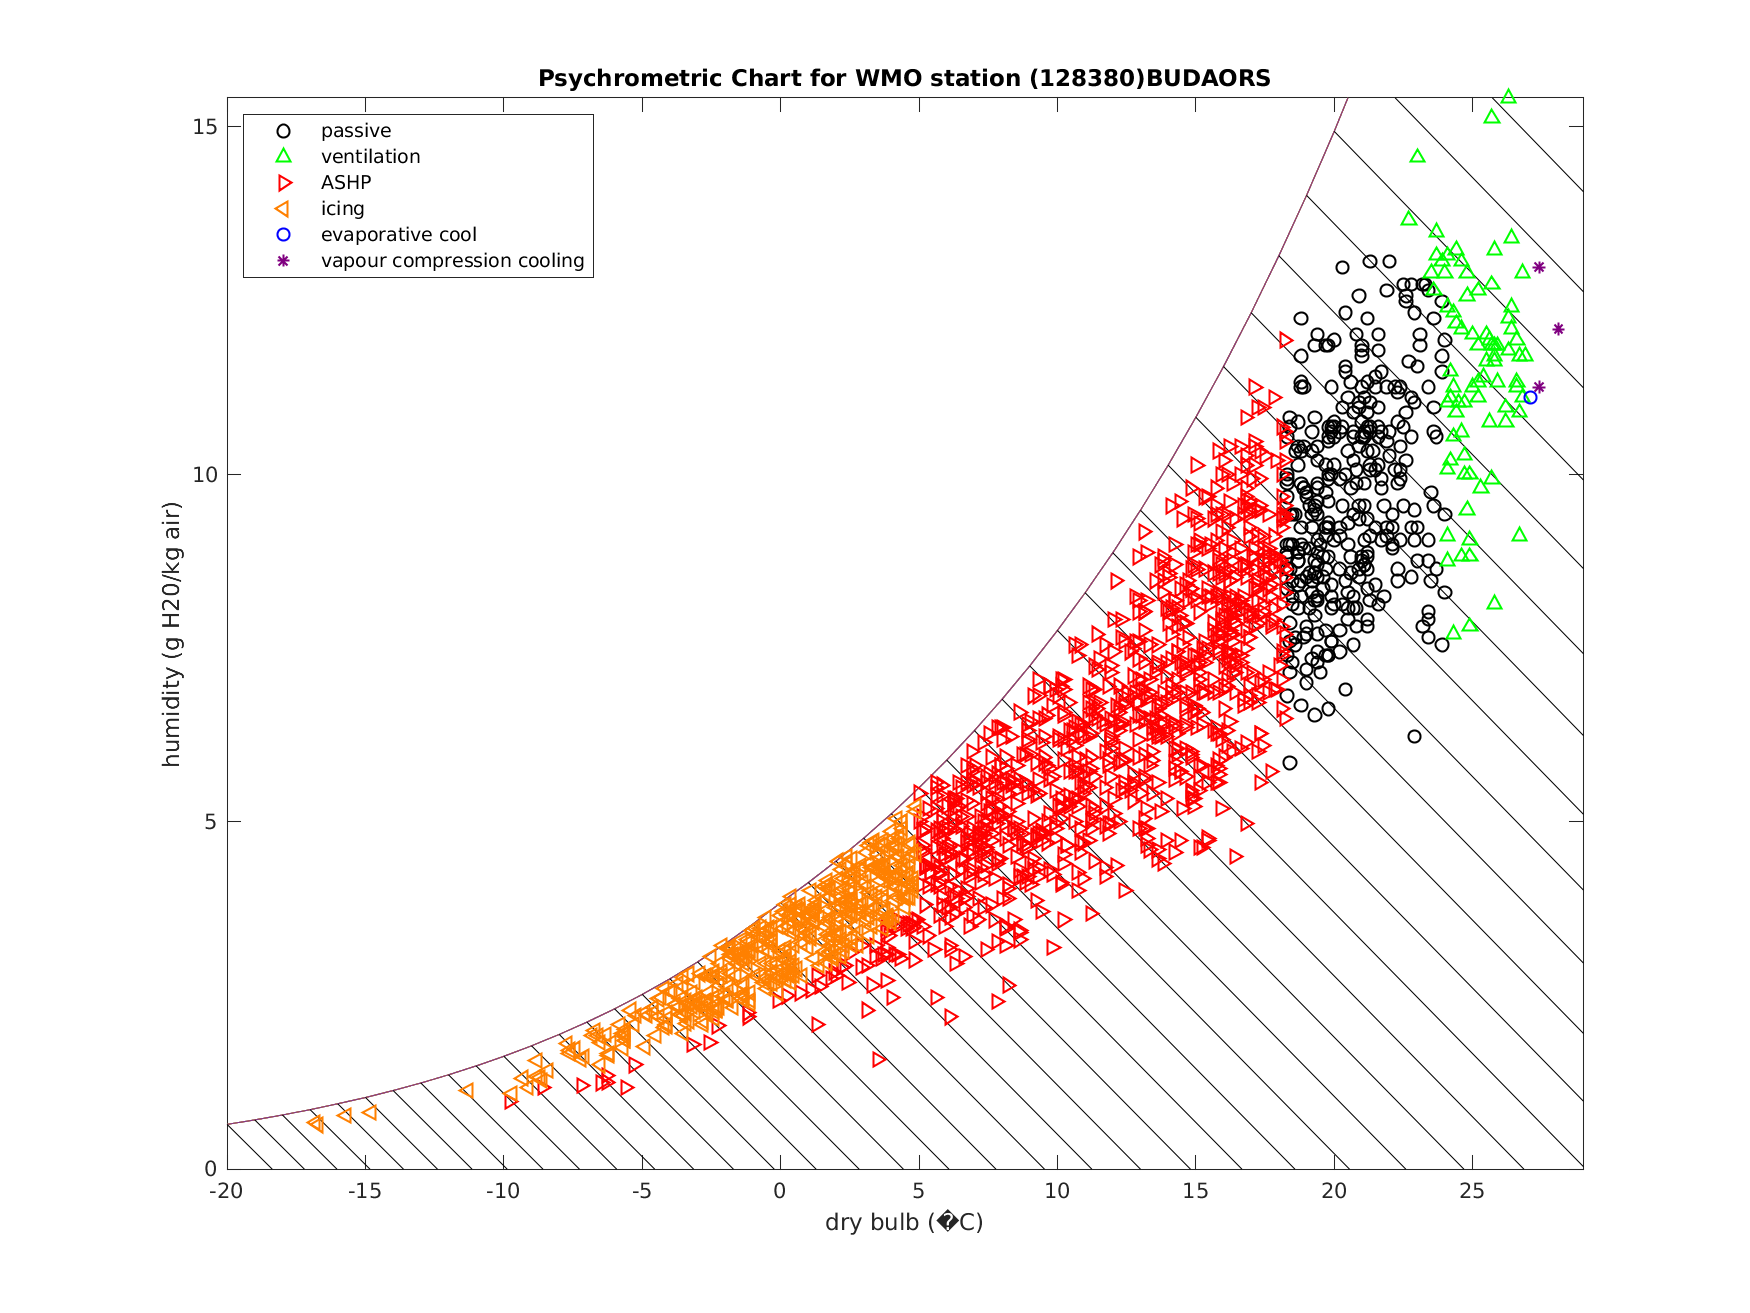 Psychrometric Chart for WMO station (128380)BUDAORS
passive
ventilation
ASHP
icing
evaporative cool
vapour compression cooling
humidity (g H20/kg air)
15
10
5
0
-20 -15 -10 -5 0 5 10 15 20 25
dry bulb (�C)